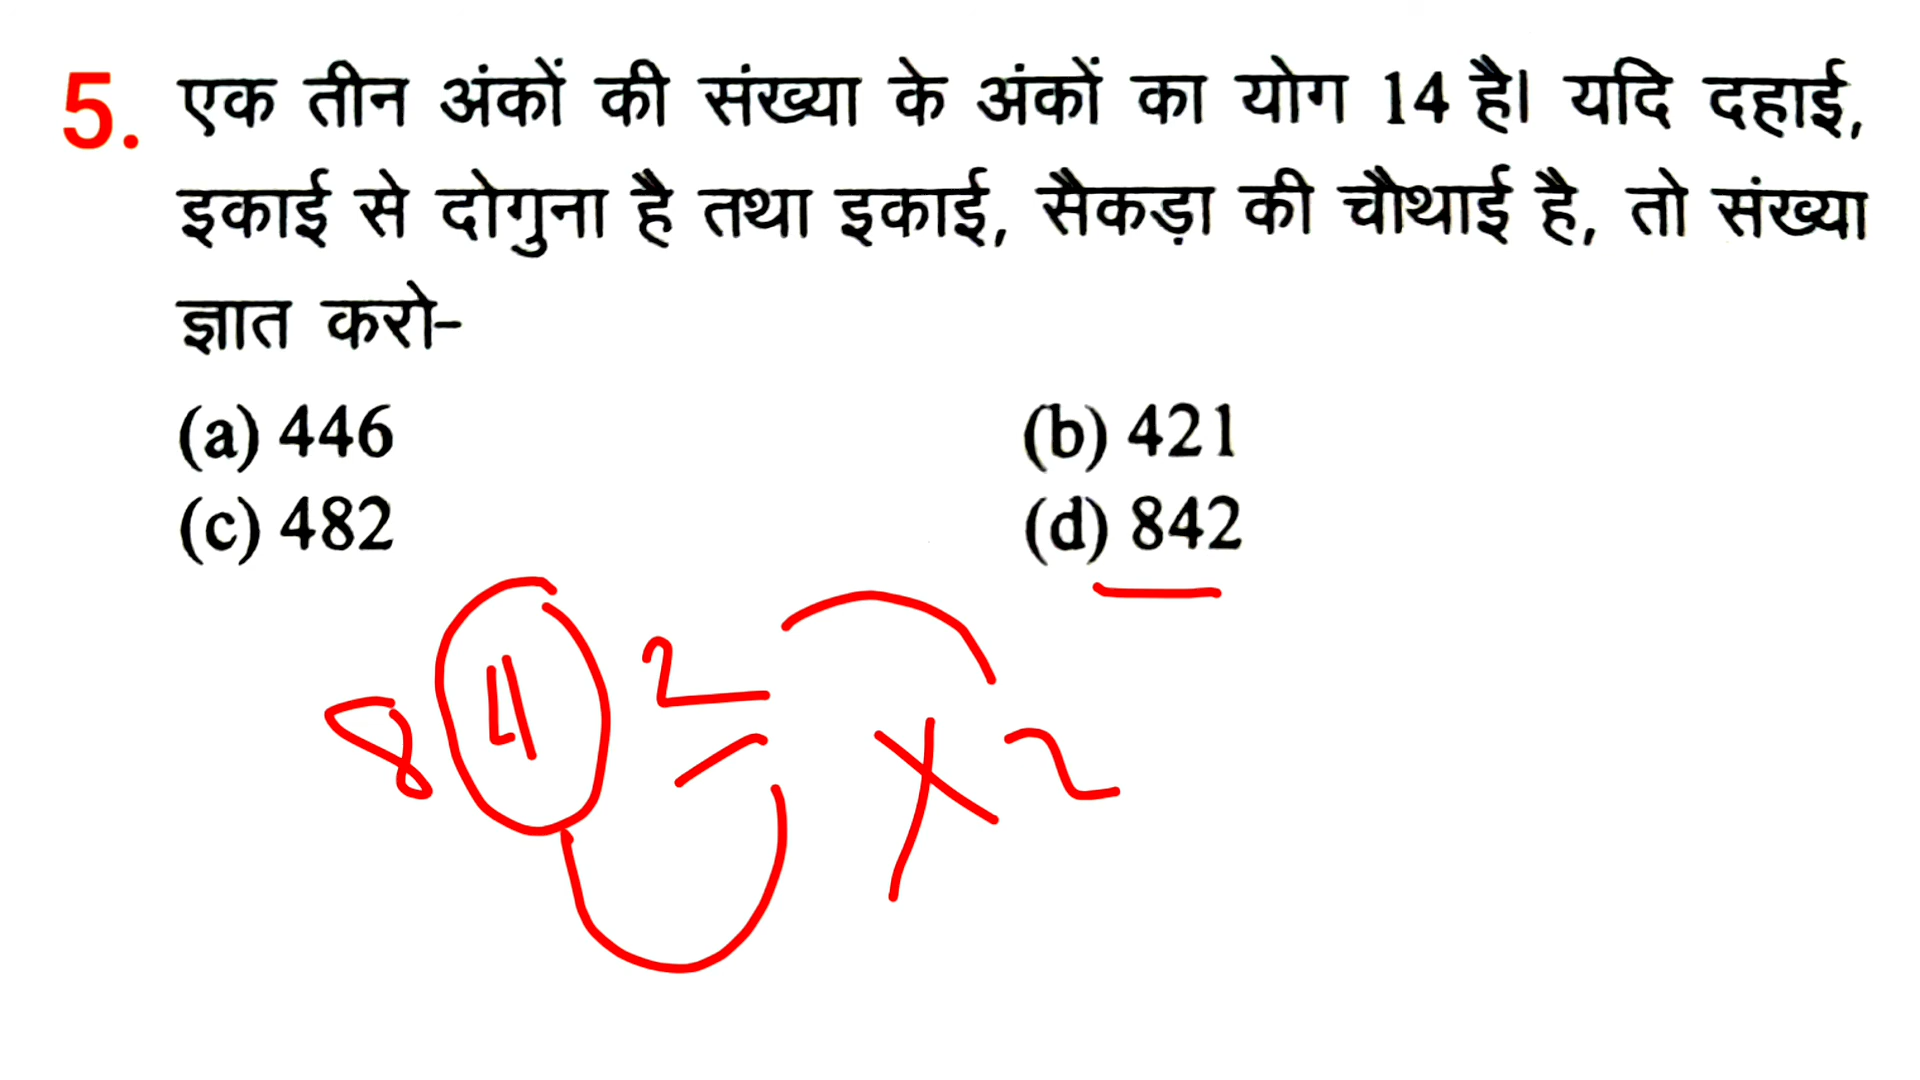 5. एक तीन अंकों की संख्या के अंकों का योग 14 है। यदि दहाई,
इकाई से दोगुना है तथा इकाई, सैकड़ा की चौथाई है, तो संख्या
ज्ञात करो-
(a) 446 (b) 421
(c) 482 (d) 842
8 4 2 x 2